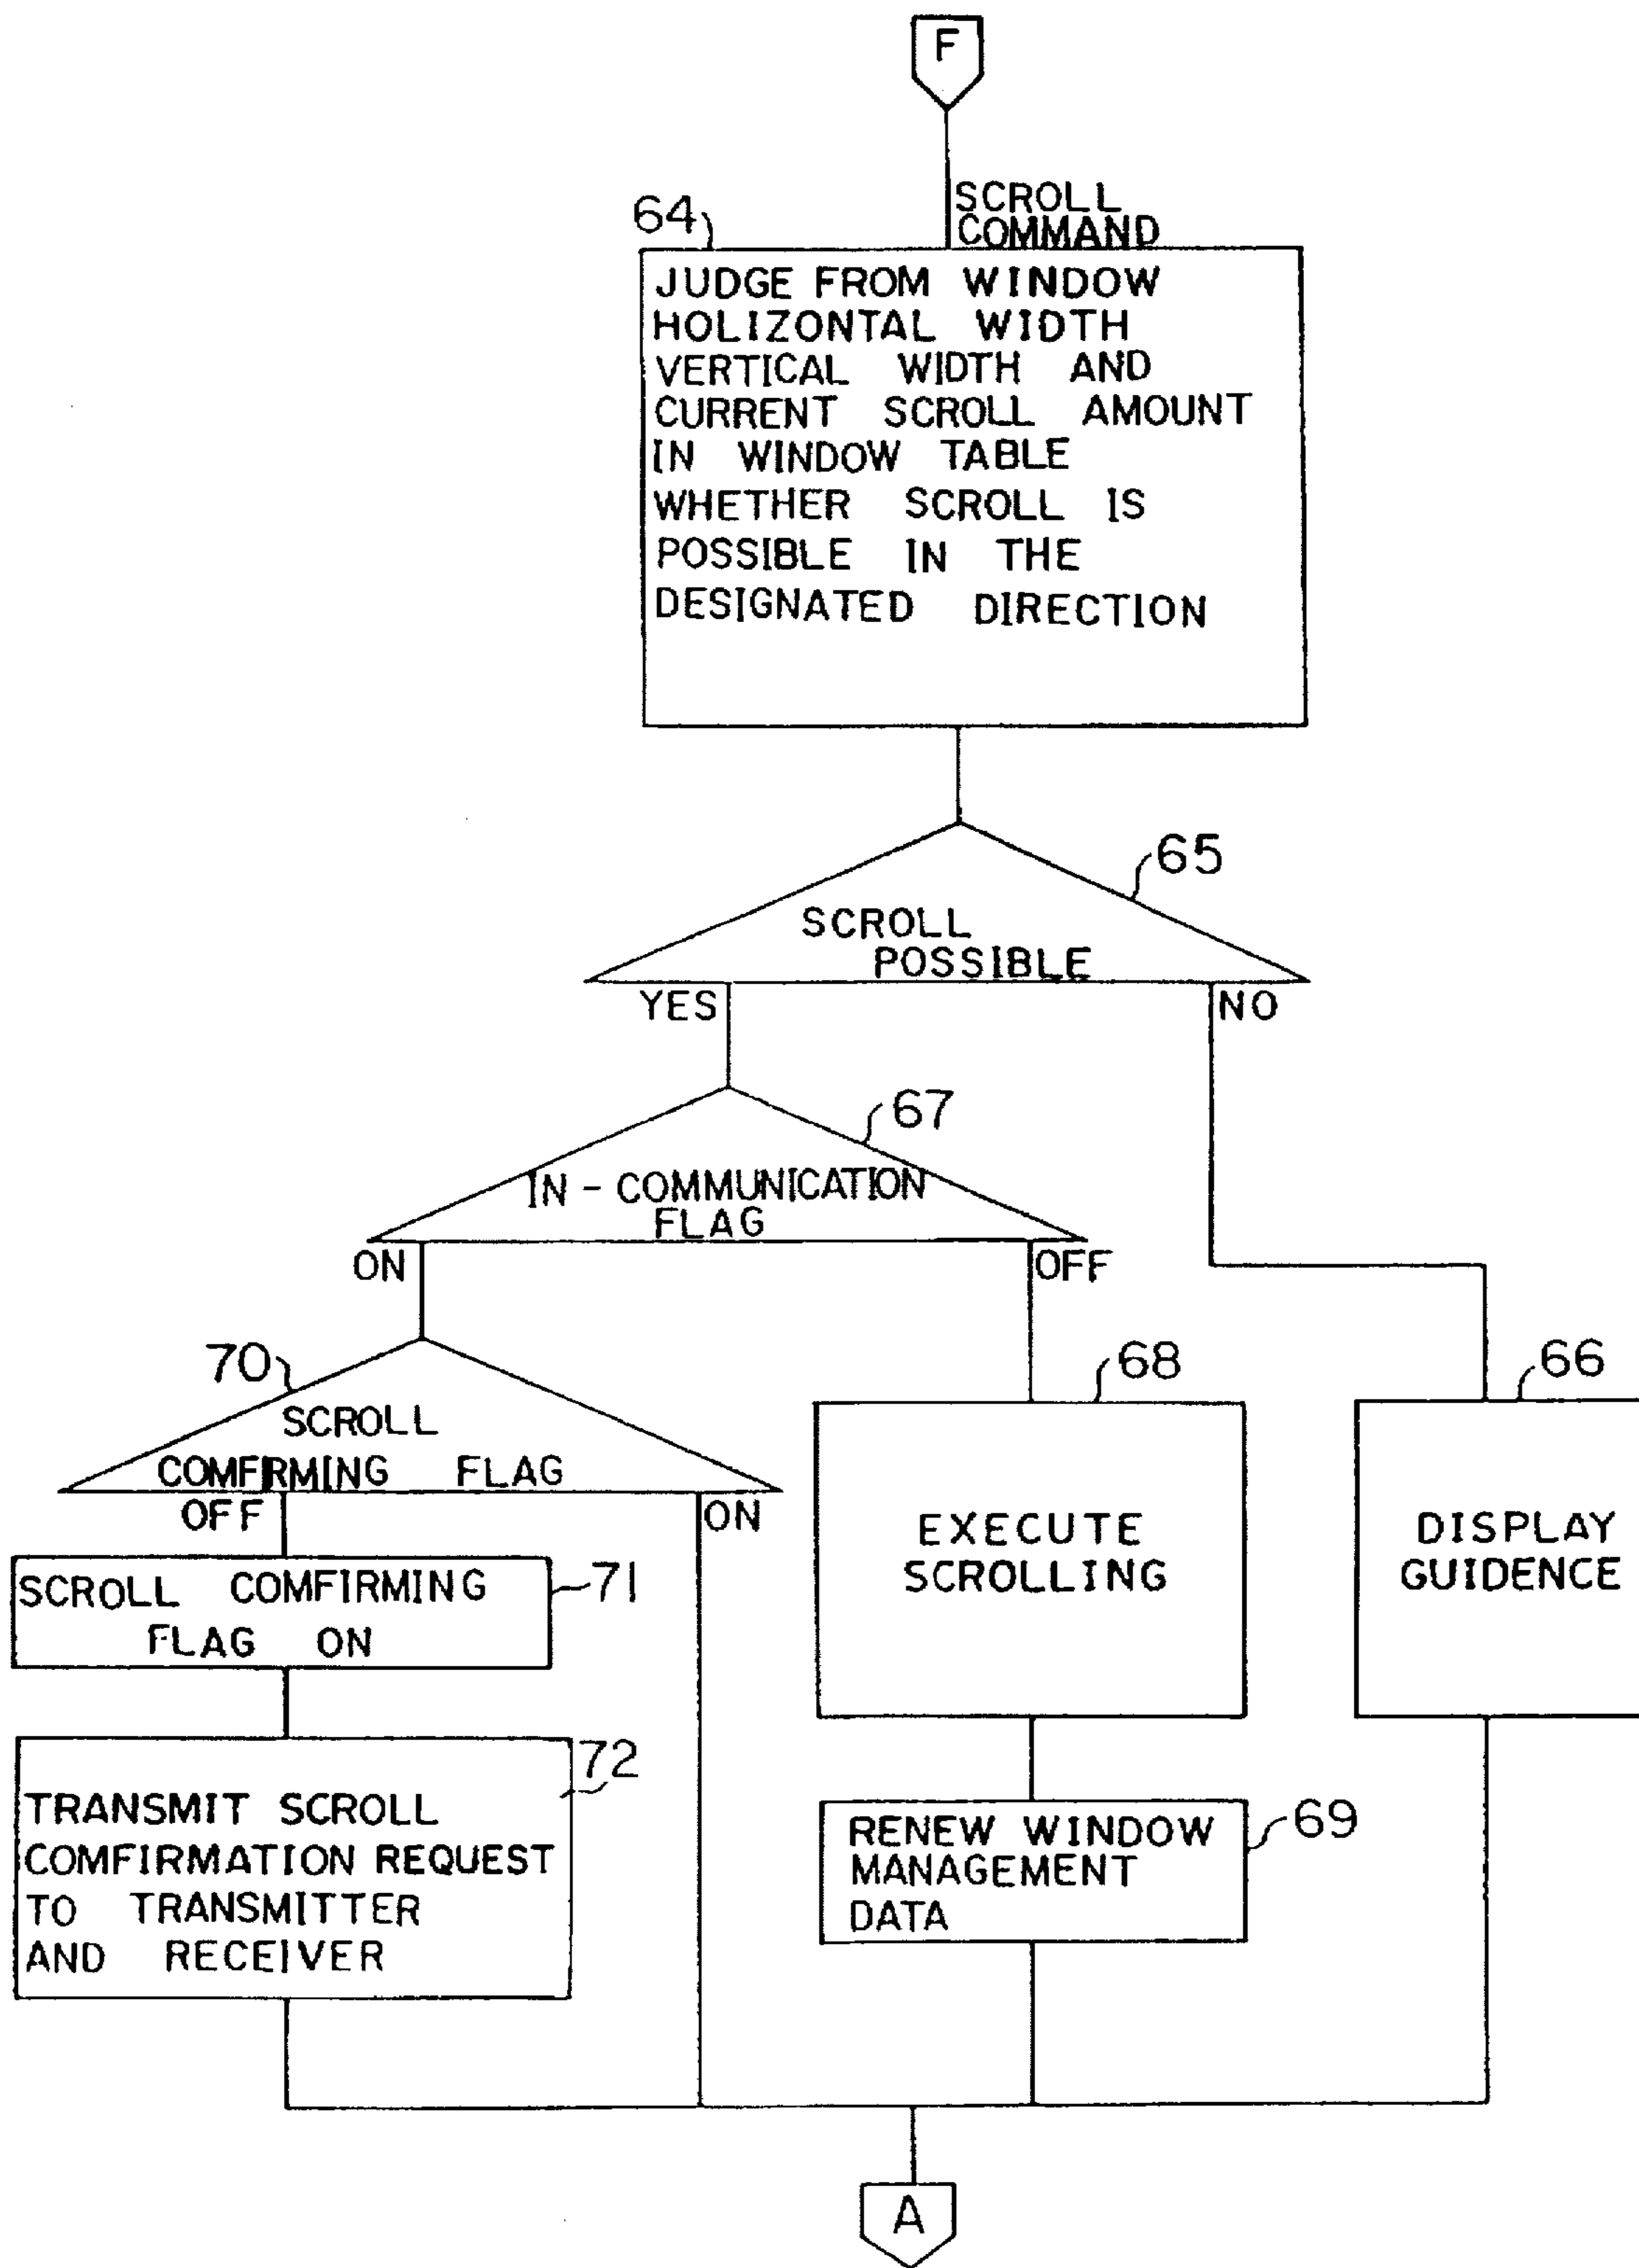 F
SCROLL
COMMAND
64
JUDGE FROM WINDOW
HOLIZONTAL WIDTH
VERTICAL WIDTH AND
CURRENT SCROLL AMOUNT
IN WINDOW TABLE
WHETHER SCROLL IS
POSSIBLE IN THE
DESIGNATED DIRECTION
65
SCROLL
POSSIBLE
YES
NO
67
IN - COMMUNICATION
FLAG
ON
OFF
70
SCROLL
COMFIRMING FLAG
OFF
ON
68
EXECUTE
SCROLLING
66
DISPLAY
GUIDENCE
71
SCROLL COMFIRMING
FLAG ON
72
TRANSMIT SCROLL
COMFIRMATION REQUEST
TO TRANSMITTER
AND RECEIVER
69
RENEW WINDOW
MANAGEMENT
DATA
A